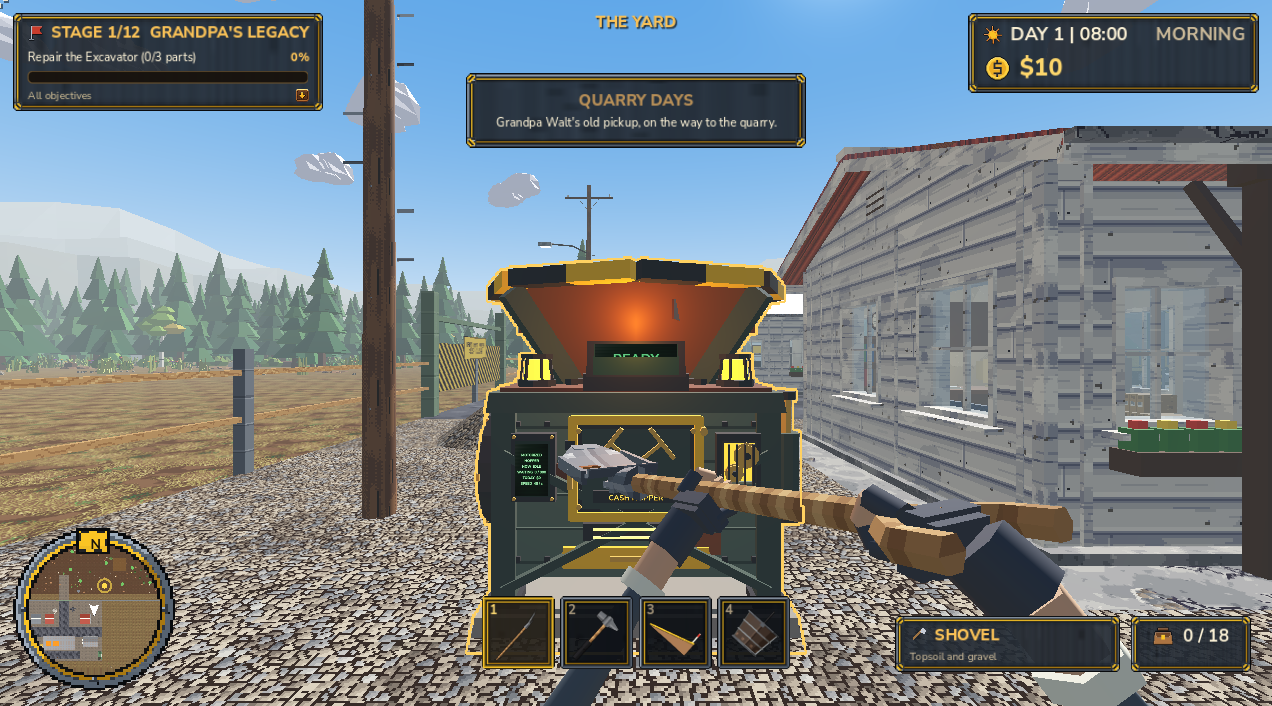 STAGE 1/12 GRANDPA'S LEGACY
Repair the Excavator (0/3 parts) 0%
All objectives
THE YARD
QUARRY DAYS
Grandpa Walt's old pickup, on the way to the quarry.
DAY 1 | 08:00 MORNING
$10
READY
N
1
2
3
4
SHOVEL
Topsoil and gravel
0 / 18